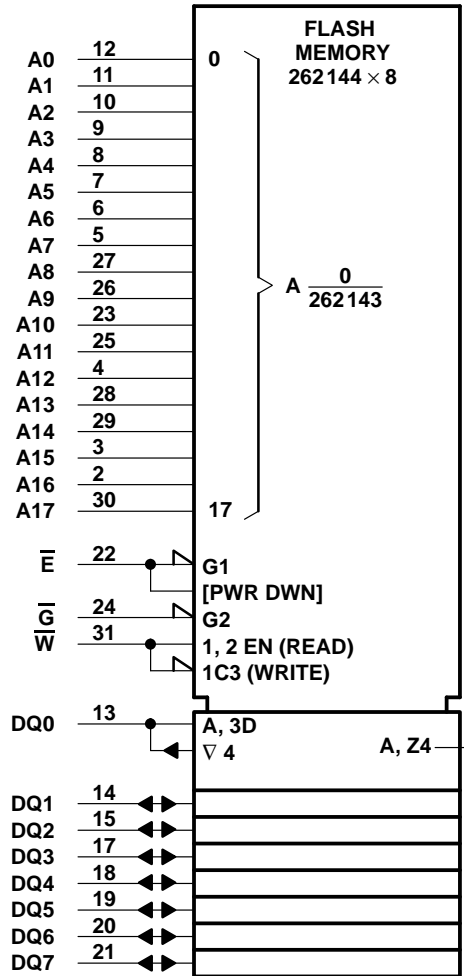 FLASH
MEMORY
262144 × 8
A0 12 0
A1 11
A2 10
A3 9
A4 8
A5 7
A6 6
A7 5
A8 27
A 0
262143
A9 26
A10 23
A11 25
A12 4
A13 28
A14 29
A15 3
A16 2
A17 30 17
E̅ 22 G1
[PWR DWN]
G̅ 24 G2
W̅ 31 1, 2 EN (READ)
1C3 (WRITE)
DQ0 13 A, 3D
∇ 4 A, Z4
DQ1 14
DQ2 15
DQ3 17
DQ4 18
DQ5 19
DQ6 20
DQ7 21